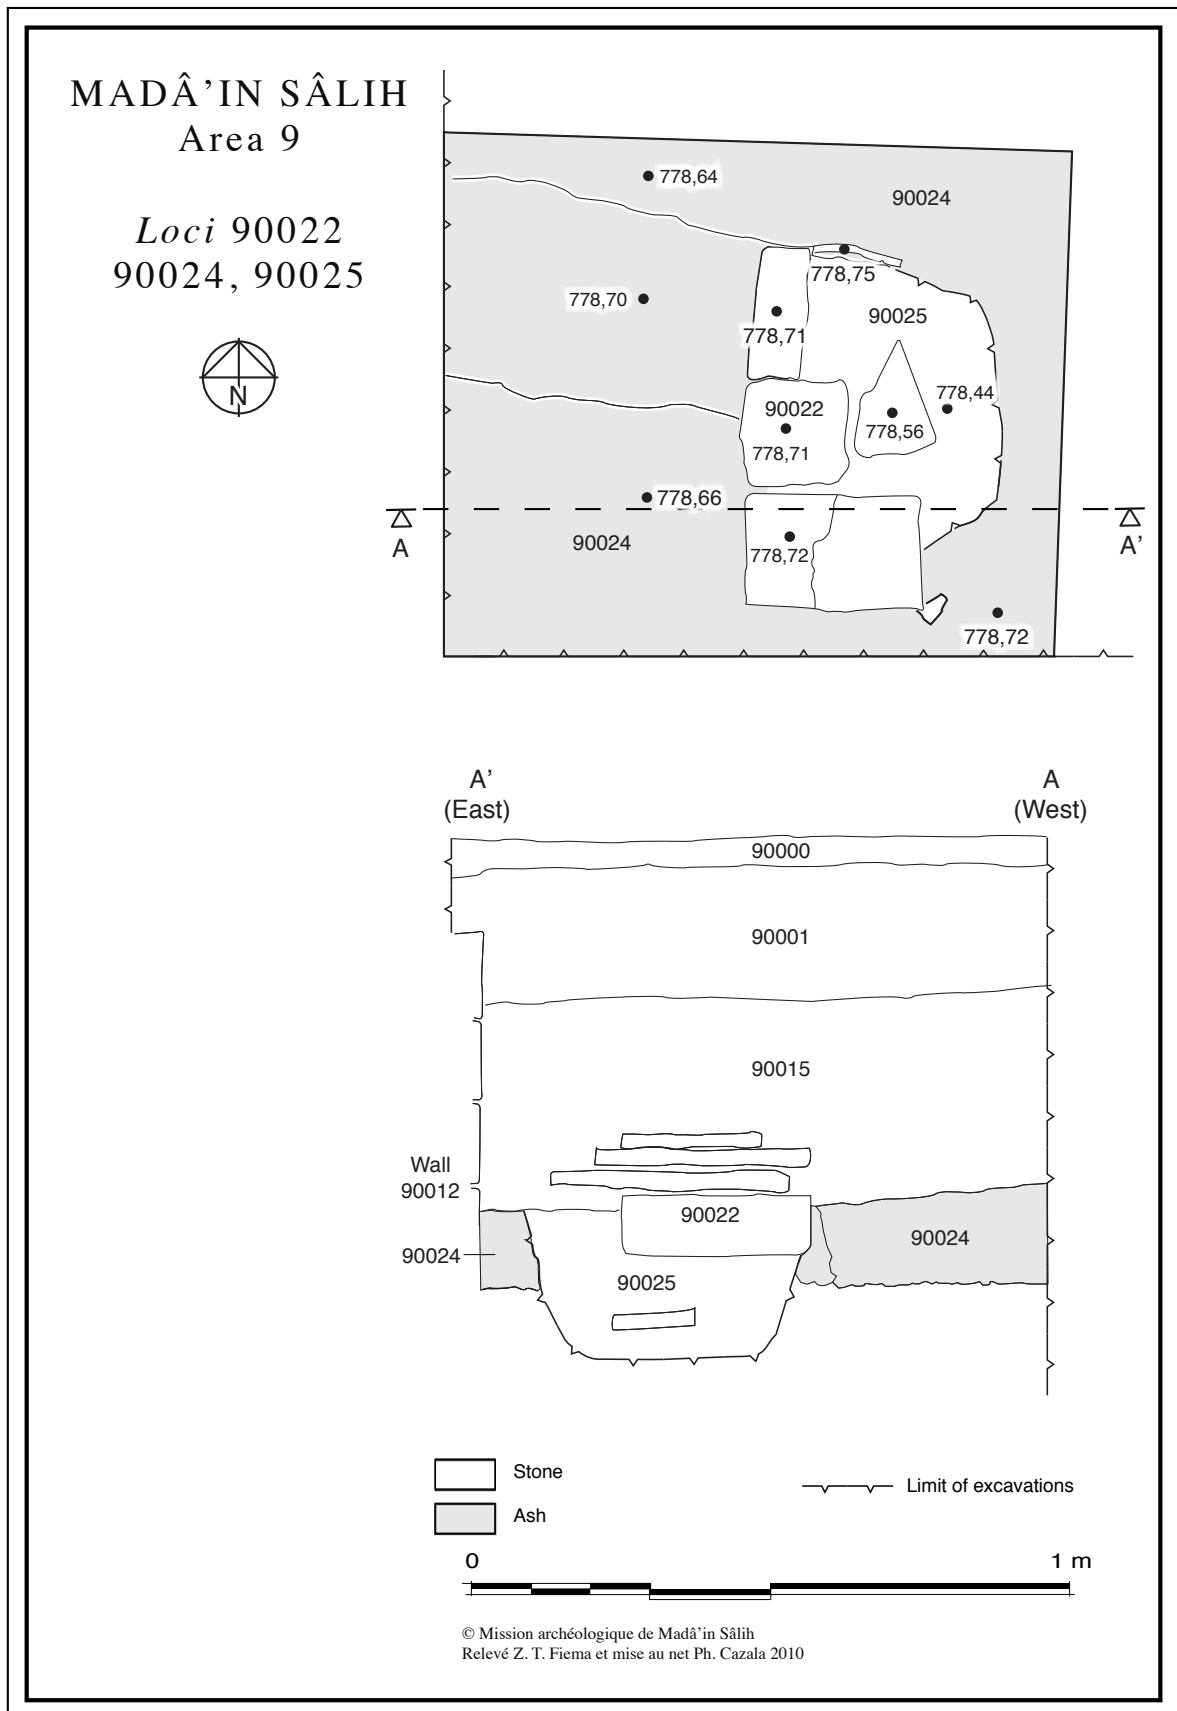 MADÂ’IN SÂLIH
Area 9
Loci 90022
90024, 90025
N
778,64
90024
778,75
778,70
90025
778,71
778,44
90022
778,56
778,71
778,66
A
A’
90024
778,72
778,72
A’
(East)
A
(West)
90000
90001
90015
Wall
90012
90022
90024
90024
90025
Stone
Limit of excavations
Ash
0
1 m
© Mission archéologique de Madâ’in Sâlih
Relevé Z. T. Fiema et mise au net Ph. Cazala 2010